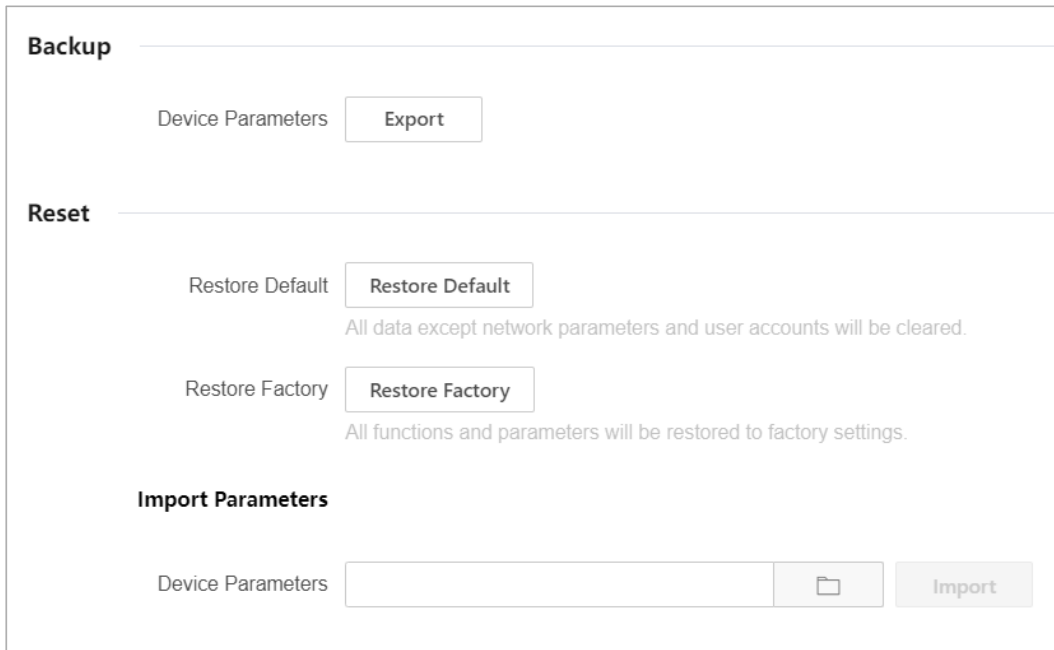 Backup
Device Parameters Export
Reset
Restore Default Restore Default
All data except network parameters and user accounts will be cleared.
Restore Factory Restore Factory
All functions and parameters will be restored to factory settings.
Import Parameters
Device Parameters Import